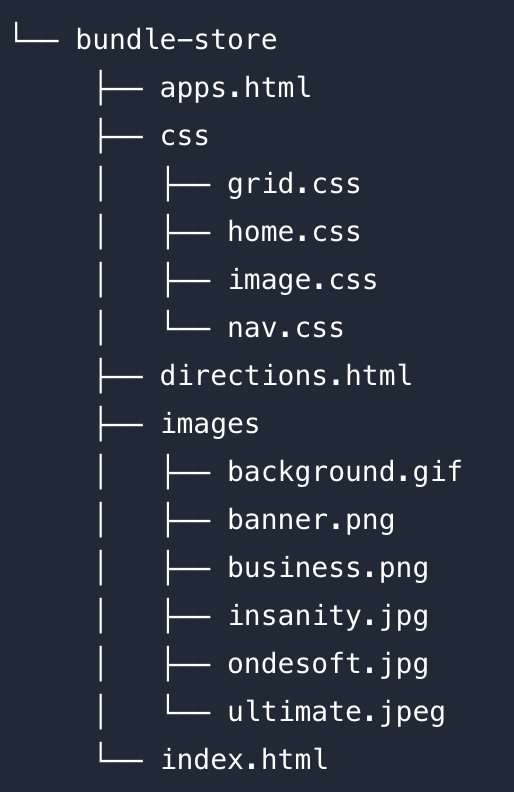 └── bundle-store
    ├── apps.html
    ├── css
    │   ├── grid.css
    │   ├── home.css
    │   ├── image.css
    │   └── nav.css
    ├── directions.html
    ├── images
    │   ├── background.gif
    │   ├── banner.png
    │   ├── business.png
    │   ├── insanity.jpg
    │   ├── ondesoft.jpg
    │   └── ultimate.jpeg
    └── index.html